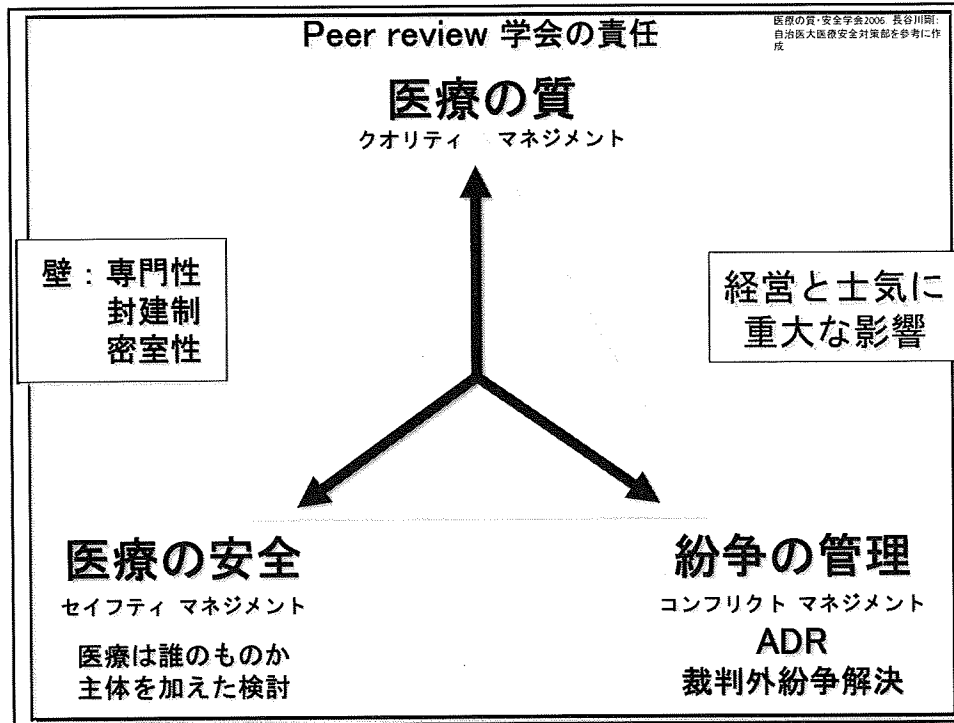 Peer review 学会の責任
医療の質・安全学会2006 長谷川剛:
自治医大医療安全対策部を参考に作
成
医療の質
クオリティ マネジメント
壁：専門性
封建制
密室性
経営と士気に
重大な影響
医療の安全
セイフティ マネジメント
医療は誰のものか
主体を加えた検討
紛争の管理
コンフリクト マネジメント
ADR
裁判外紛争解決